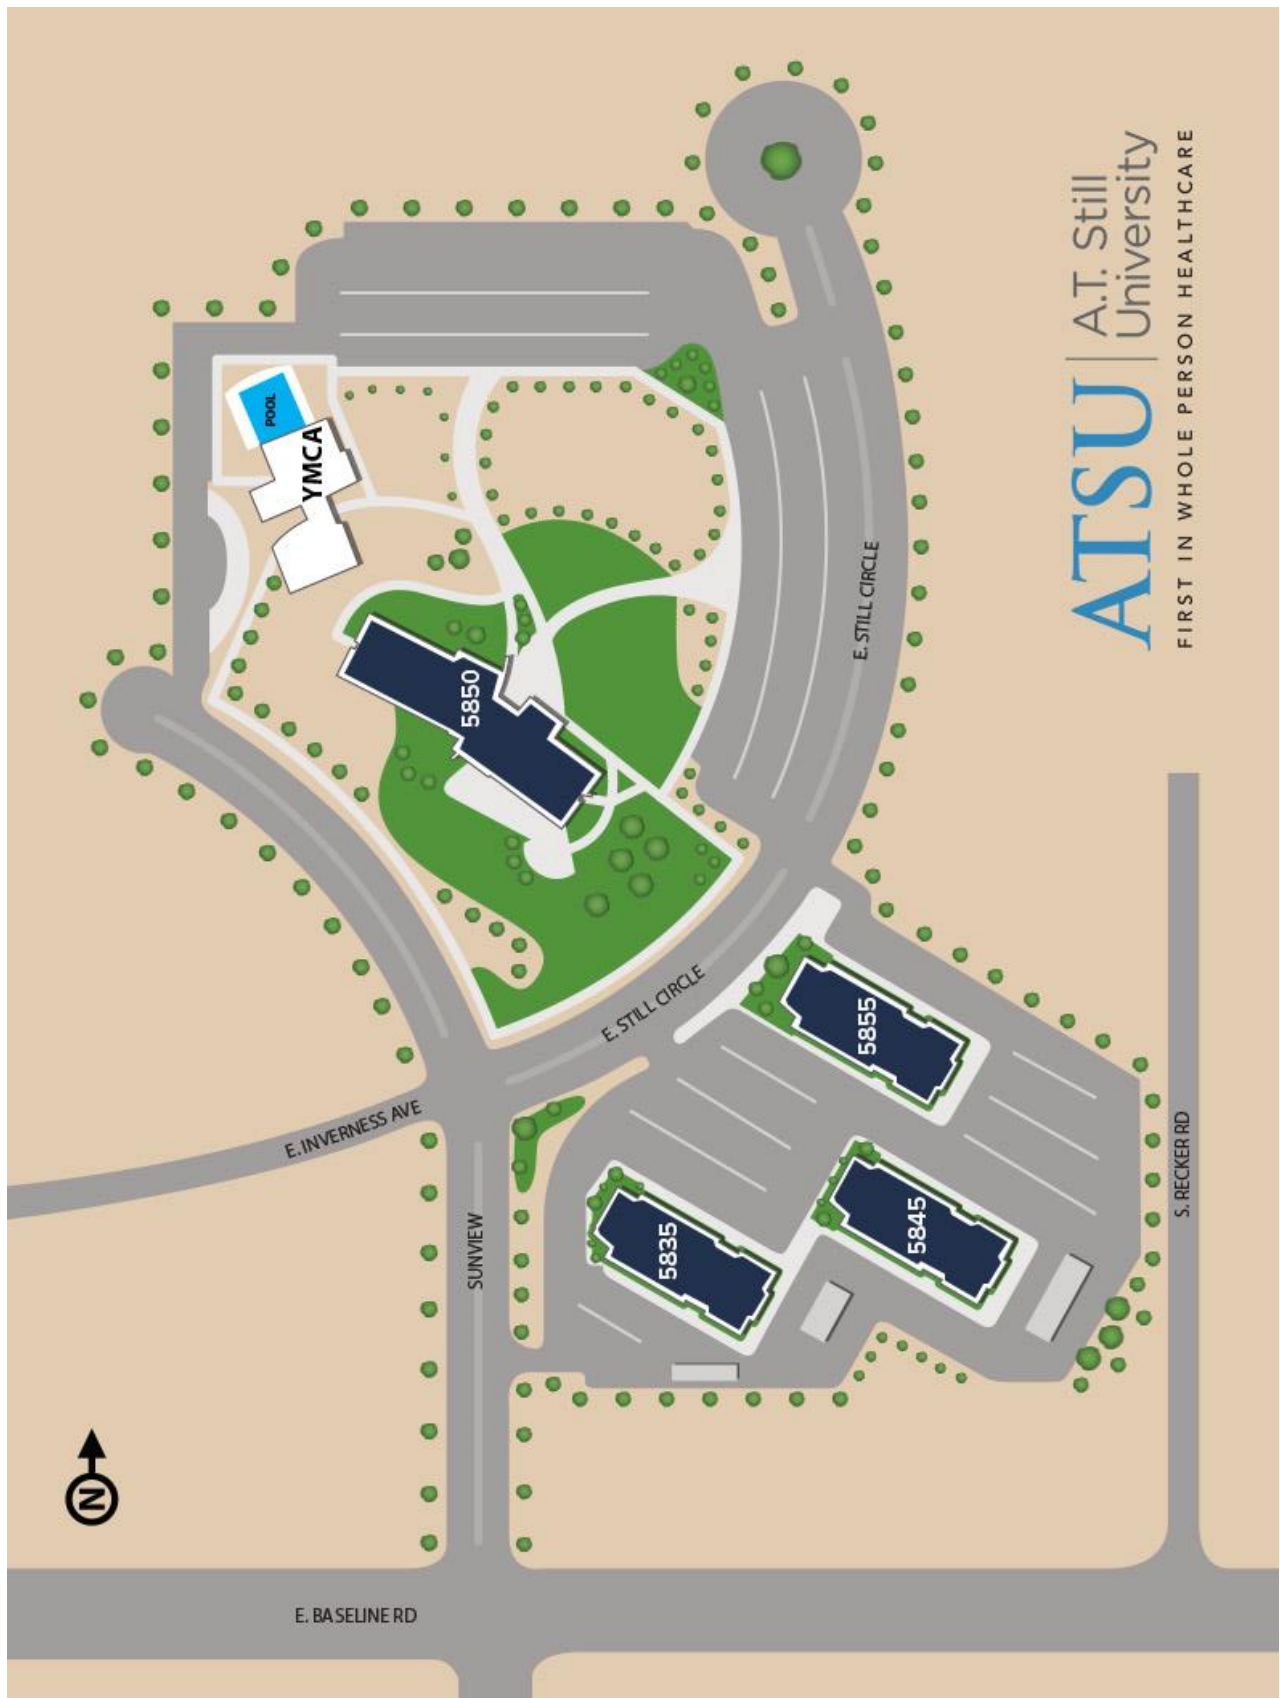 ATSU
A.T. Still
University
FIRST IN WHOLE PERSON HEALTHCARE
POOL
YMCA
5850
E. STILL CIRCLE
E. STILL CIRCLE
5855
E. INVERNESS AVE
SUNVIEW
5835
5845
S. RECKER RD
N
E. BASELINE RD